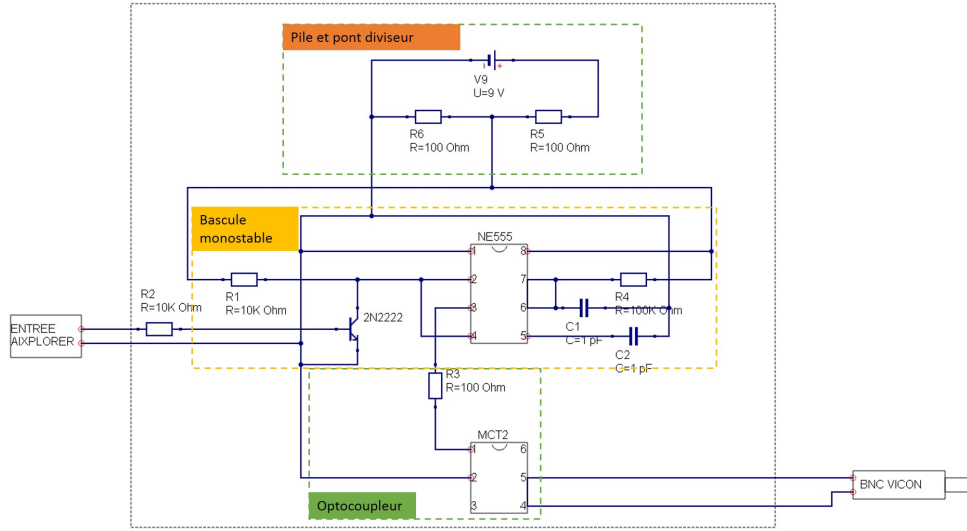 Pile et pont diviseur
V9
U=9 V
R6
R=100 Ohm
R5
R=100 Ohm
Bascule
monostable
NE555
1
8
2
7
3
6
4
5
R2
R=10K Ohm
R1
R=10K Ohm
2N2222
R4
R=100K Ohm
C1
C=1 pF
C2
C=1 pF
ENTREE
AIXPLORER
R3
R=100 Ohm
MCT2
1
6
2
5
3
4
Optocoupleur
BNC VICON